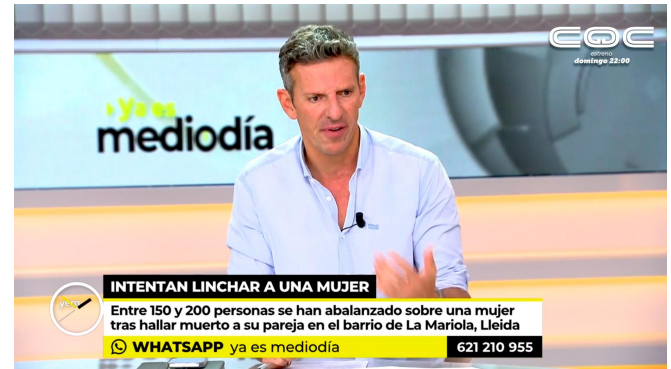 CQC
estreno
domingo 22:00
ya es
mediodía
INTENTAN LINCHAR A UNA MUJER
Entre 150 y 200 personas se han abalanzado sobre una mujer
tras hallar muerto a su pareja en el barrio de La Mariola, Lleida
WHATSAPP ya es mediodía
621 210 955